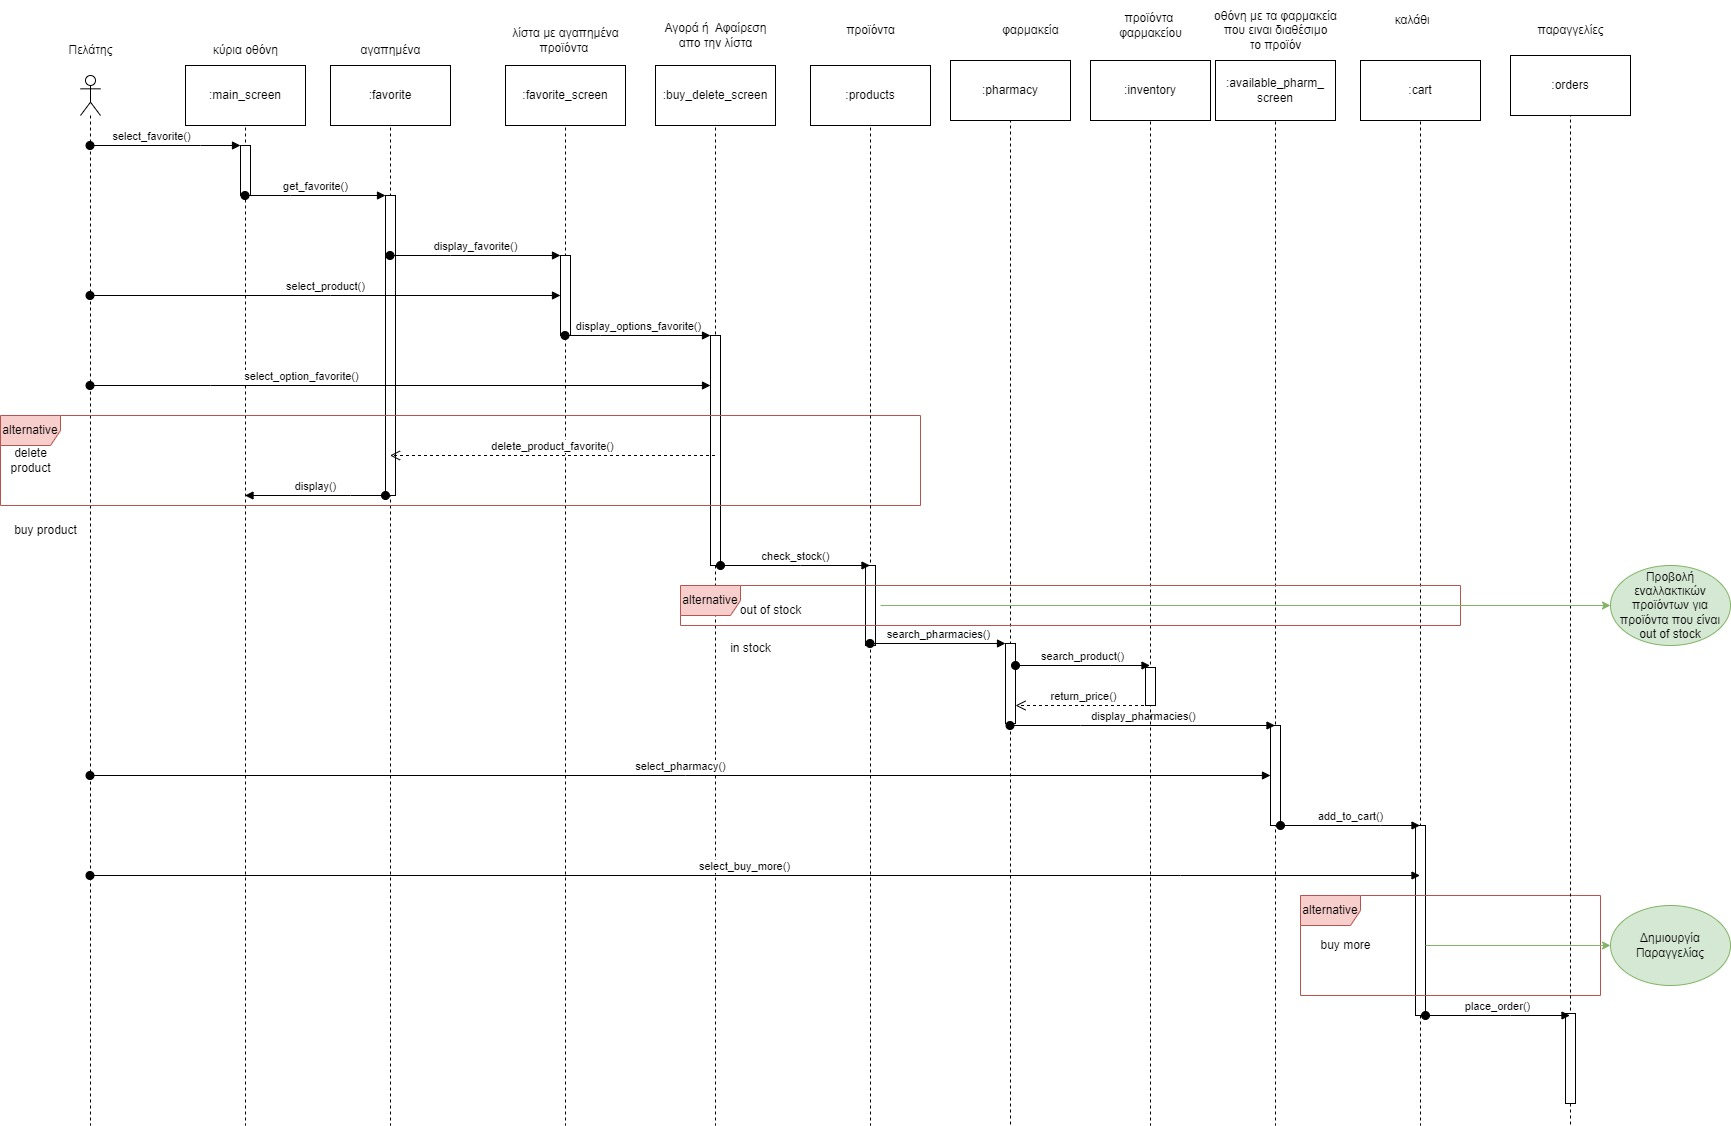 Πελάτης
κύρια οθόνη
αγαπημένα
λίστα με αγαπημένα
προϊόντα
Αγορά ή  Αφαίρεση
απο την λίστα
προϊόντα
φαρμακεία
προϊόντα
φαρμακείου
οθόνη με τα φαρμακεία
που ειναι διαθέσιμο
το προϊόν
καλάθι
παραγγελίες
:main_screen
:favorite
:favorite_screen
:buy_delete_screen
:products
:pharmacy
:inventory
:available_pharm_
screen
:cart
:orders
select_favorite()
get_favorite()
display_favorite()
select_product()
display_options_favorite()
select_option_favorite()
alternative
delete
product
delete_product_favorite()
display()
buy product
check_stock()
alternative
out of stock
Προβολή
εναλλακτικών
προϊόντων για
προϊόντα που είναι
out of stock
in stock
search_pharmacies()
search_product()
return_price()
display_pharmacies()
select_pharmacy()
add_to_cart()
select_buy_more()
alternative
buy more
Δημιουργία
Παραγγελίας
place_order()